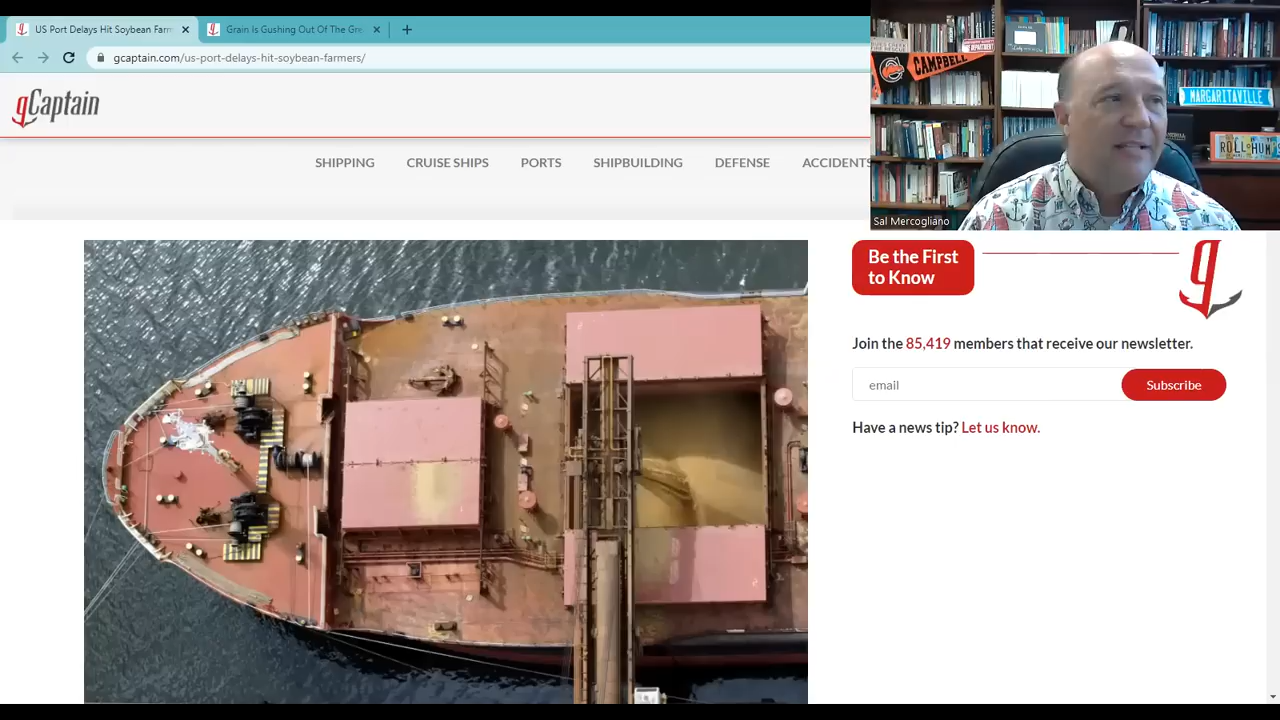 US Port Delays Hit Soybean Farm
Grain Is Gushing Out Of The Gre
gcaptain.com/us-port-delays-hit-soybean-farmers/
gCaptain
SHIPPING CRUISE SHIPS PORTS SHIPBUILDING DEFENSE ACCIDENTS
CAMPBELL
MARGARITAVILLE
ROLL HUM
Sal Mercogliano
Be the First
to Know
Join the 85,419 members that receive our newsletter.
email Subscribe
Have a news tip? Let us know.